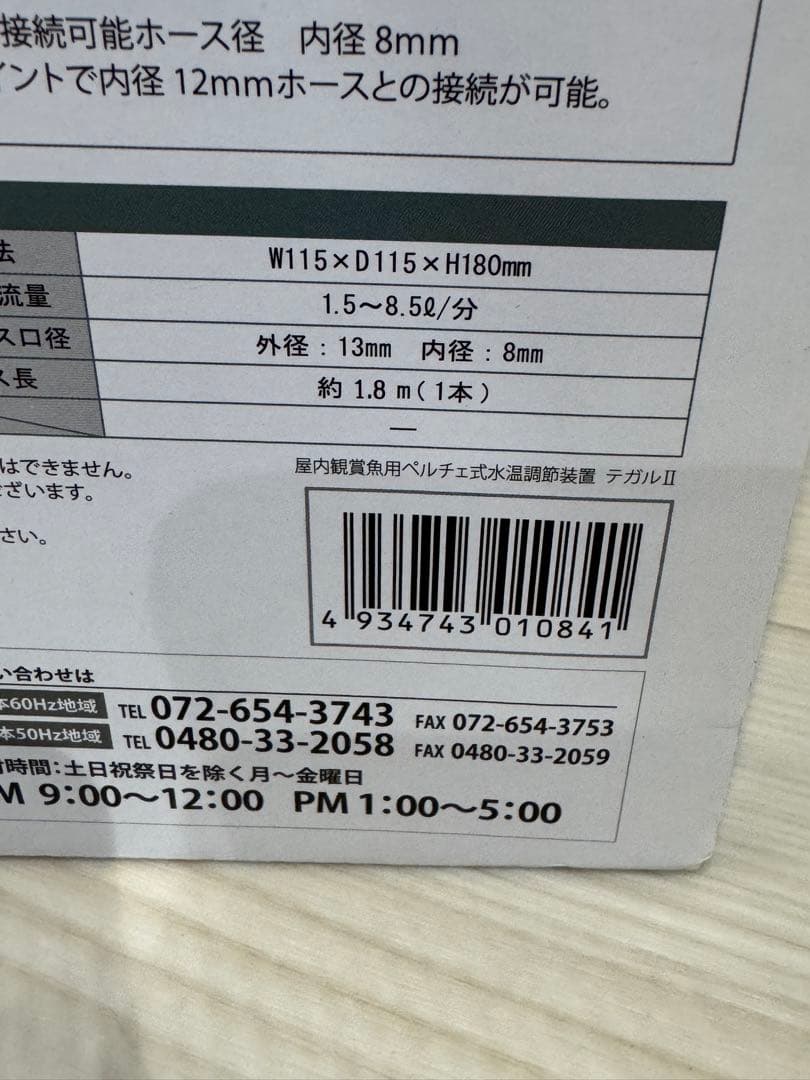 接続可能ホース径 内径8mm
イントで内径12mmホースとの接続が可能。
法 W115×D115×H180mm
流量 1.5～8.5ℓ/分
スロ径 外径：13mm 内径：8mm
ス長 約 1.8 m(1本)
—
はできません。
ございます。
さい。
屋内観賞魚用ペルチェ式水温調節装置 テガルⅡ
4 934743 010841
い合わせは
本60Hz地域 TEL 072-654-3743 FAX 072-654-3753
本50Hz地域 TEL 0480-33-2058 FAX 0480-33-2059
付時間：土日祝祭日を除く月～金曜日
M 9:00～12:00 PM 1:00～5:00